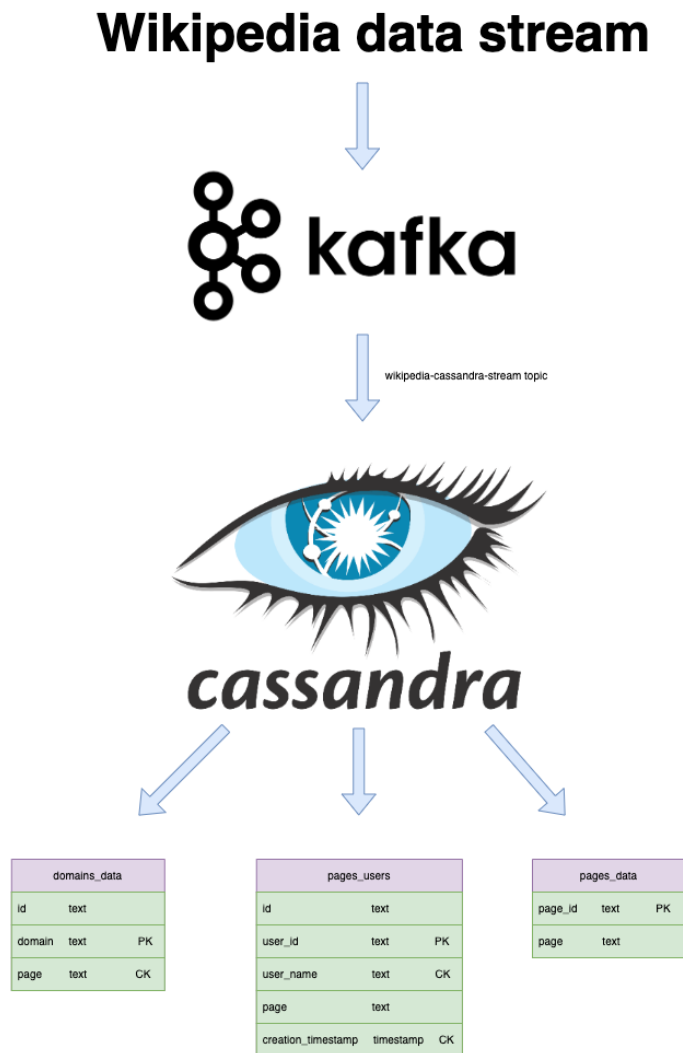 Wikipedia data stream
kafka
wikipedia-cassandra-stream topic
cassandra
domains_data
id text
domain text PK
page text CK
pages_users
id text
user_id text PK
user_name text CK
page text
creation_timestamp timestamp CK
pages_data
page_id text PK
page text